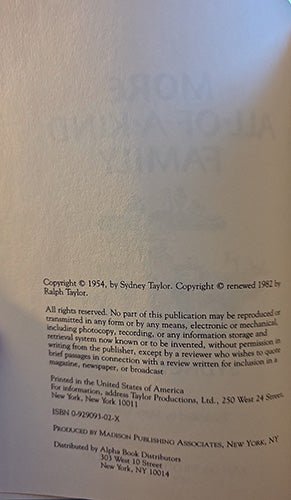 MORE
ALL-OF-A-KIND
FAMILY
Copyright © 1954, by Sydney Taylor. Copyright © renewed 1982 by
Ralph Taylor.
All rights reserved. No part of this publication may be reproduced or
transmitted in any form or by any means, electronic or mechanical,
including photocopy, recording, or any information storage and
retrieval system now known or to be invented, without permission in
writing from the publisher, except by a reviewer who wishes to quote
brief passages in connection with a review written for inclusion in a
magazine, newspaper, or broadcast
Printed in the United States of America
For information, address Taylor Productions, Ltd., 250 West 24 Street,
New York, New York 10011
ISBN 0-929093-02-X
PRODUCED BY MADISON PUBLISHING ASSOCIATES, NEW YORK, NY
Distributed by Alpha Book Distributors
303 West 10 Street
New York, NY 10014